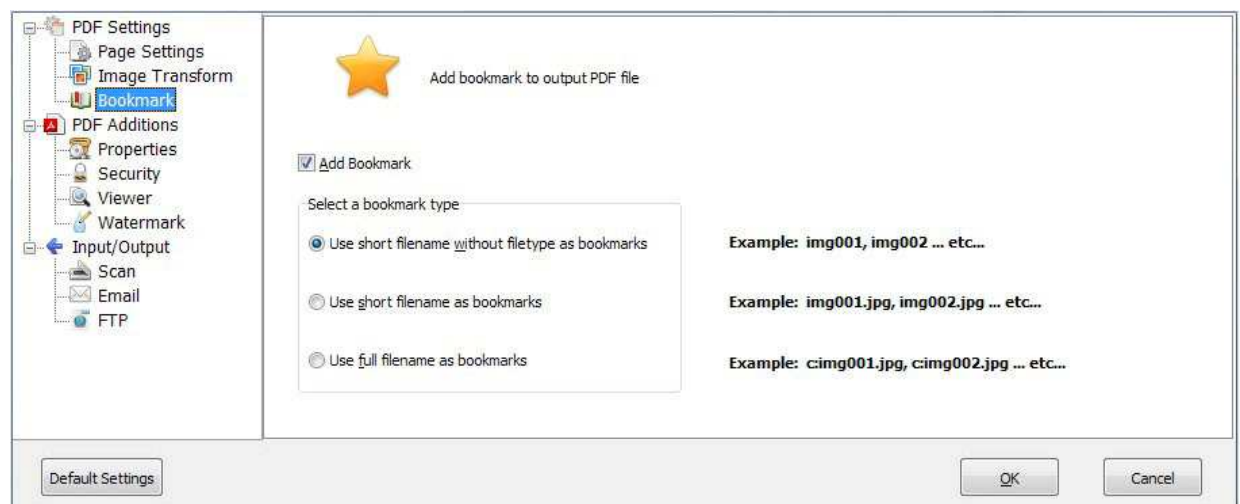 PDF Settings
Page Settings
Image Transform
Bookmark
PDF Additions
Properties
Security
Viewer
Watermark
Input/Output
Scan
Email
FTP
Add bookmark to output PDF file
Add Bookmark
Select a bookmark type
Use short filename without filetype as bookmarks
Example: img001, img002 ... etc...
Use short filename as bookmarks
Example: img001.jpg, img002.jpg ... etc...
Use full filename as bookmarks
Example: c:img001.jpg, c:img002.jpg ... etc...
Default Settings
OK
Cancel